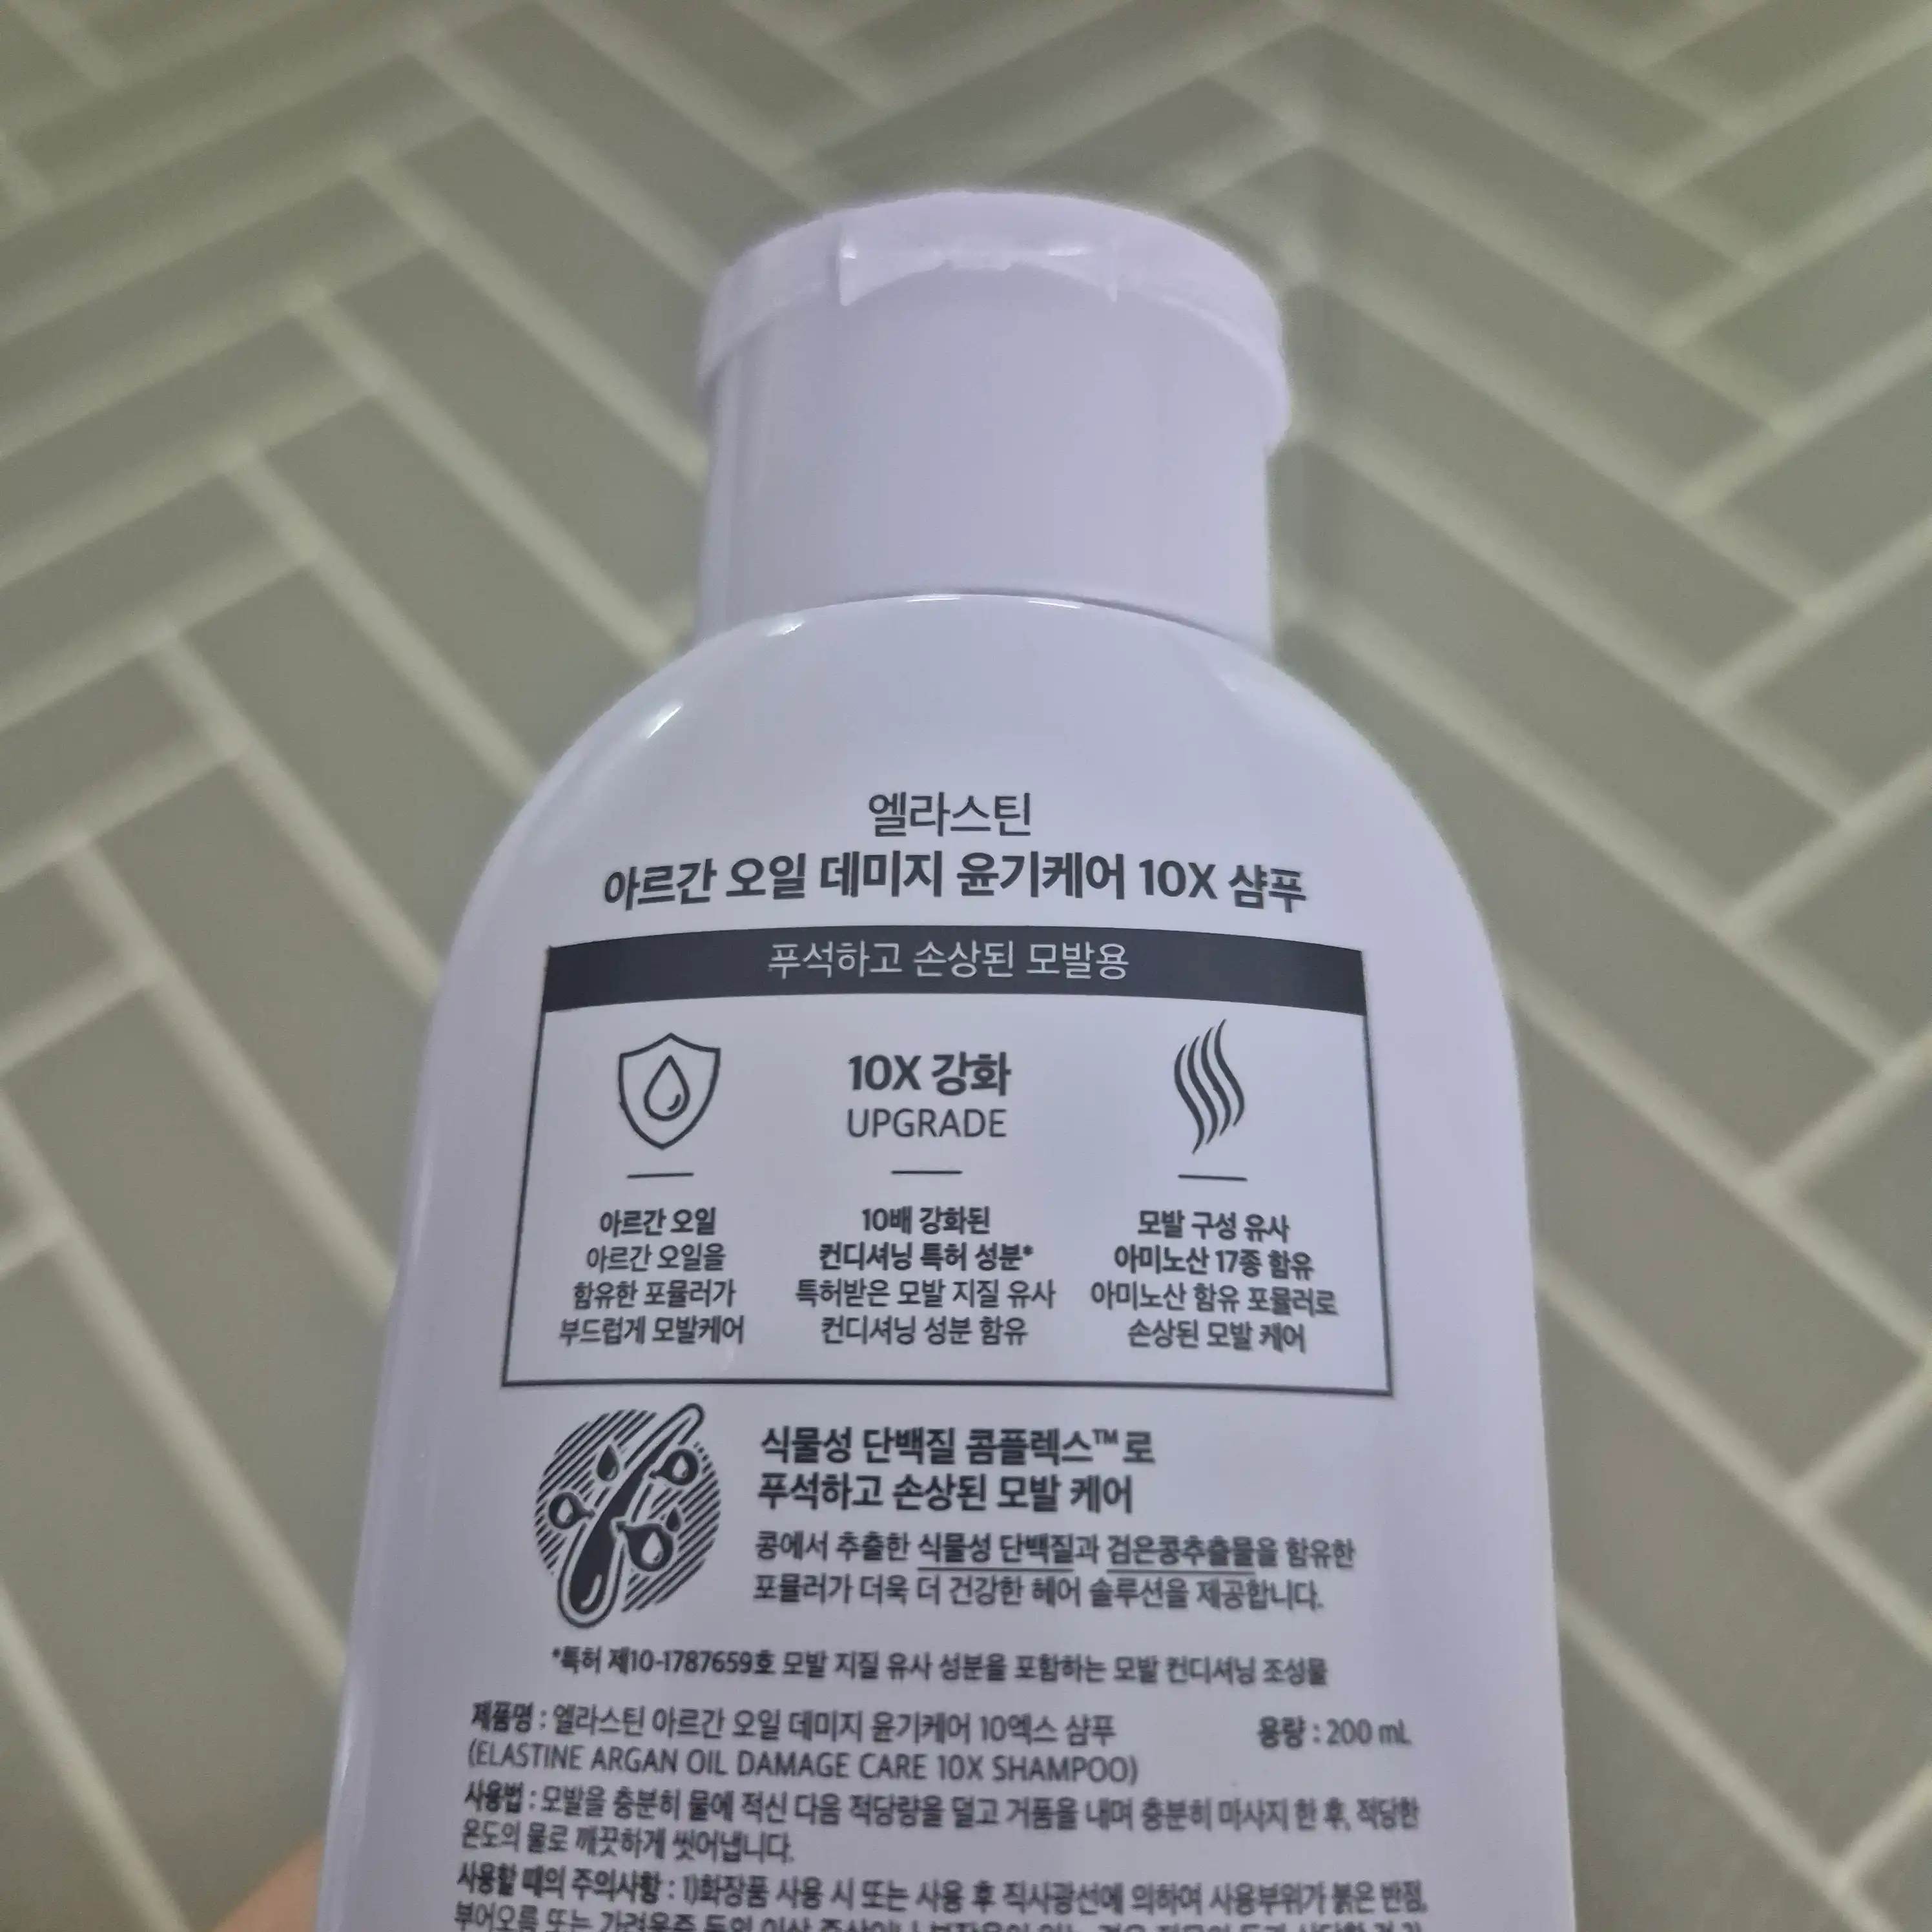 엘라스틴
아르간 오일 데미지 윤기케어 10X 샴푸
푸석하고 손상된 모발용
아르간 오일
아르간 오일을
함유한 포뮬러가
부드럽게 모발케어
10X 강화
UPGRADE
10배 강화된
컨디셔닝 특허 성분*
특허받은 모발 지질 유사
컨디셔닝 성분 함유
모발 구성 유사
아미노산 17종 함유
아미노산 함유 포뮬러로
손상된 모발 케어
식물성 단백질 콤플렉스™로
푸석하고 손상된 모발 케어
콩에서 추출한 식물성 단백질과 검은콩추출물을 함유한
포뮬러가 더욱 더 건강한 헤어 솔루션을 제공합니다.
*특허 제10-1787659호 모발 지질 유사 성분을 포함하는 모발 컨디셔닝 조성물
제품명 : 엘라스틴 아르간 오일 데미지 윤기케어 10엑스 샴푸 용량 : 200 mL
(ELASTINE ARGAN OIL DAMAGE CARE 10X SHAMPOO)
사용법 : 모발을 충분히 물에 적신 다음 적당량을 덜고 거품을 내며 충분히 마사지 한 후, 적당한
온도의 물로 깨끗하게 씻어냅니다.
사용할 때의 주의사항 : 1)화장품 사용 시 또는 사용 후 직사광선에 의하여 사용부위가 붉은 반점,
부어오름 또는 가려움증 등의 이상 증상이나